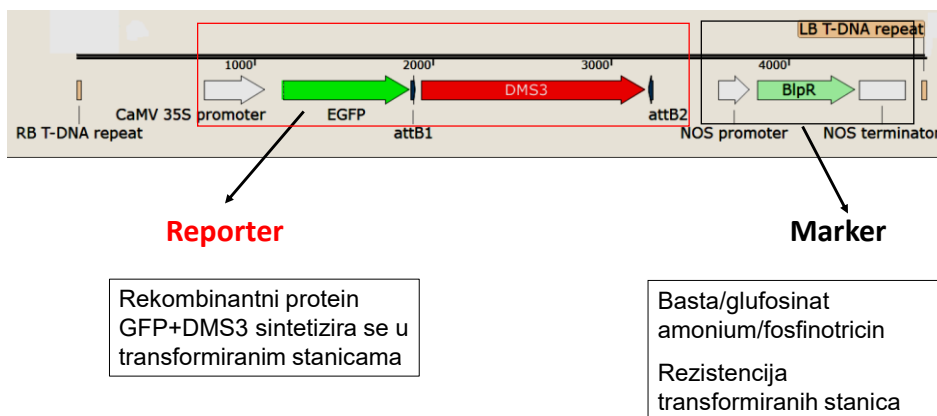 LB T-DNA repeat
1000
2000
3000
4000
DMS3
BlpR
CaMV 35S promoter
EGFP
attB2
RB T-DNA repeat
attB1
NOS promoter
NOS terminator
Reporter
Marker
Rekombinantni protein
GFP+DMS3 sintetizira se u
transformiranim stanicama
Basta/glufosinat
amonium/fosfinotricin
Rezistencija
transformiranih stanica